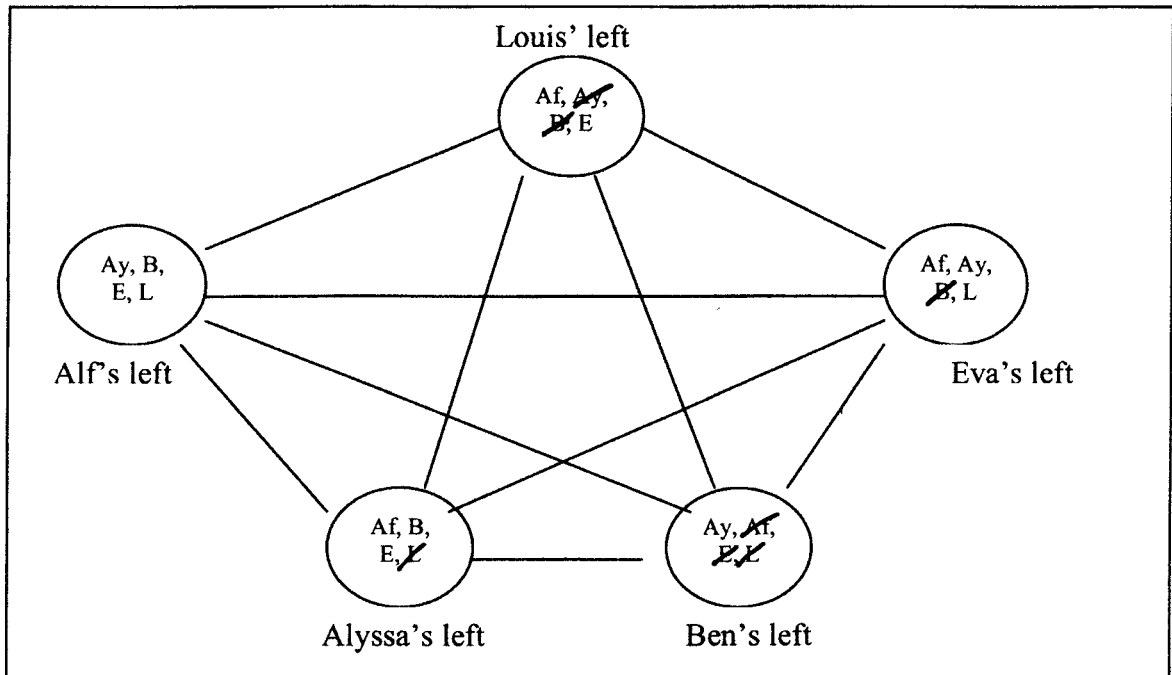 Louis' left
Af, Ay,
B, E
Ay, B,
E, L
Af, Ay,
B, L
Alf's left
Eva's left
Af, B,
E, L
Ay, Af,
E, L
Alyssa's left
Ben's left